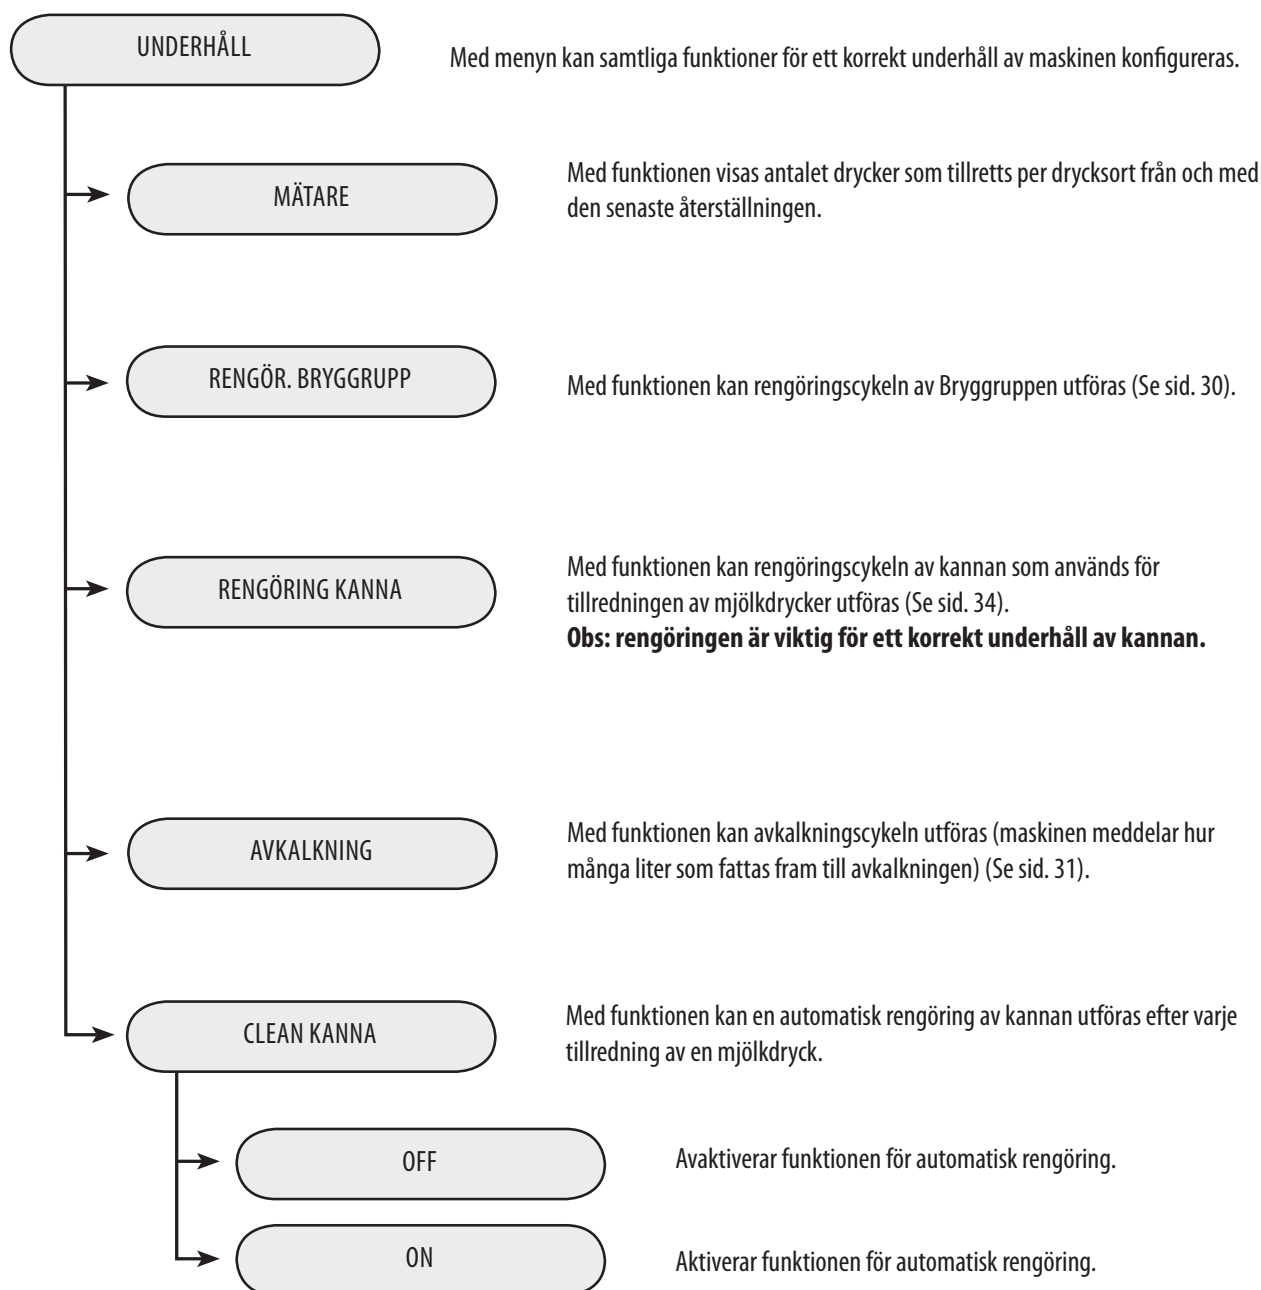 UNDERHÅLL
Med menyn kan samtliga funktioner för ett korrekt underhåll av maskinen konfigureras.
MÄTARE
Med funktionen visas antalet drycker som tillretts per drycksort från och med
den senaste återställningen.
RENGÖR. BRYGGRUPP
Med funktionen kan rengöringscykeln av Bryggruppen utföras (Se sid. 30).
RENGÖRING KANNA
Med funktionen kan rengöringscykeln av kannan som används för
tillredningen av mjölkdrycker utföras (Se sid. 34).
Obs: rengöringen är viktig för ett korrekt underhåll av kannan.
AVKALKNING
Med funktionen kan avkalkningscykeln utföras (maskinen meddelar hur
många liter som fattas fram till avkalkningen) (Se sid. 31).
CLEAN KANNA
Med funktionen kan en automatisk rengöring av kannan utföras efter varje
tillredning av en mjölkdryck.
OFF
Avaktiverar funktionen för automatisk rengöring.
ON
Aktiverar funktionen för automatisk rengöring.